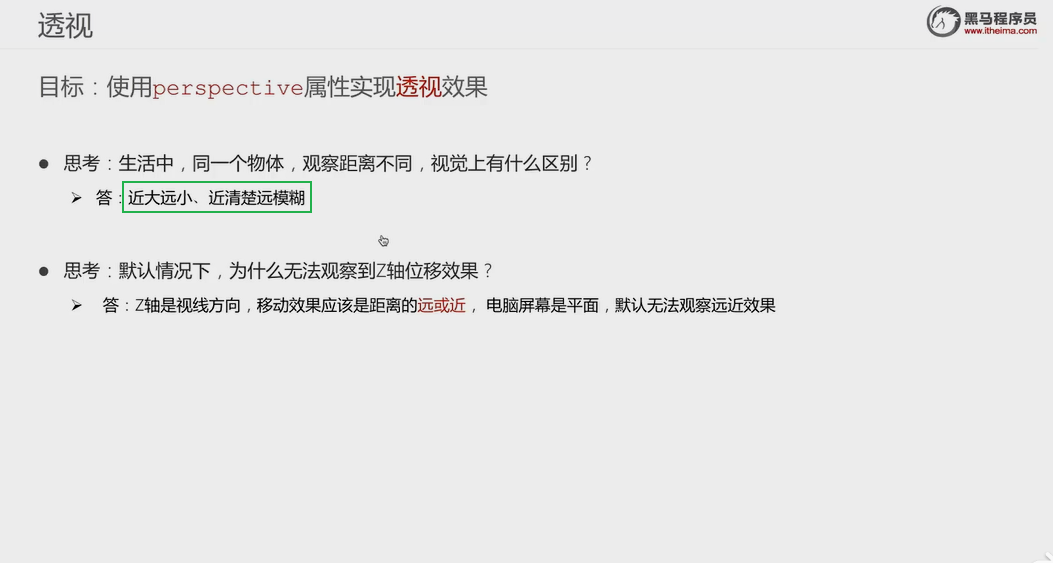 透视
黑马程序员
www.itheima.com
目标：使用perspective属性实现透视效果
思考：生活中，同一个物体，观察距离不同，视觉上有什么区别？
答：近大远小、近清楚远模糊
思考：默认情况下，为什么无法观察到Z轴位移效果？
答：Z轴是视线方向，移动效果应该是距离的远或近，电脑屏幕是平面，默认无法观察远近效果